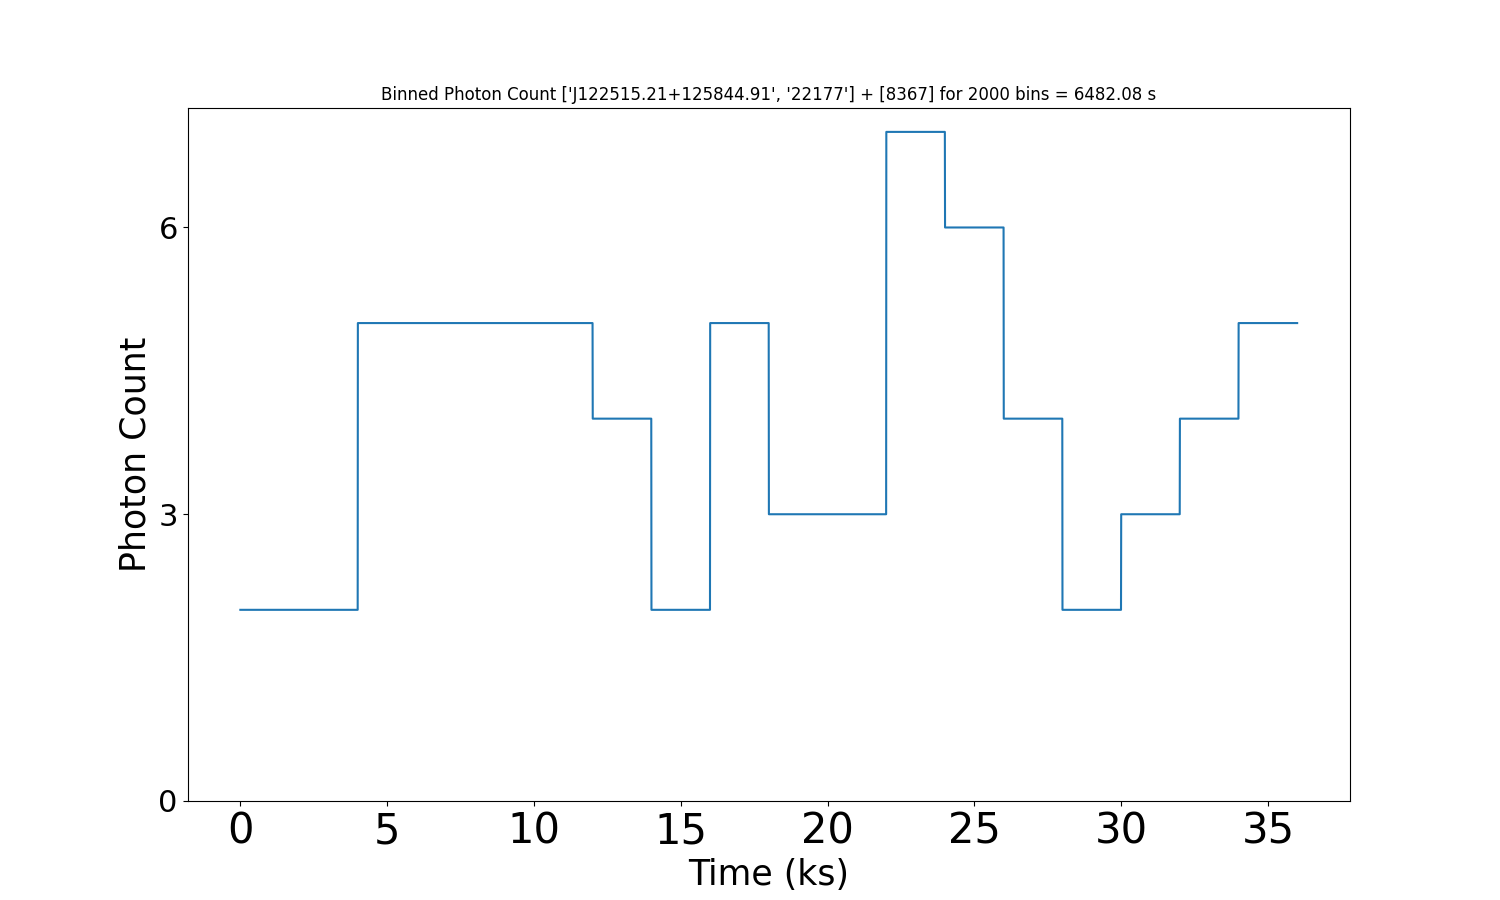 Binned Photon Count ['J122515.21+125844.91', '22177'] + [8367] for 2000 bins = 6482.08 s
6
3
0
Photon Count
0 5 10 15 20 25 30 35
Time (ks)